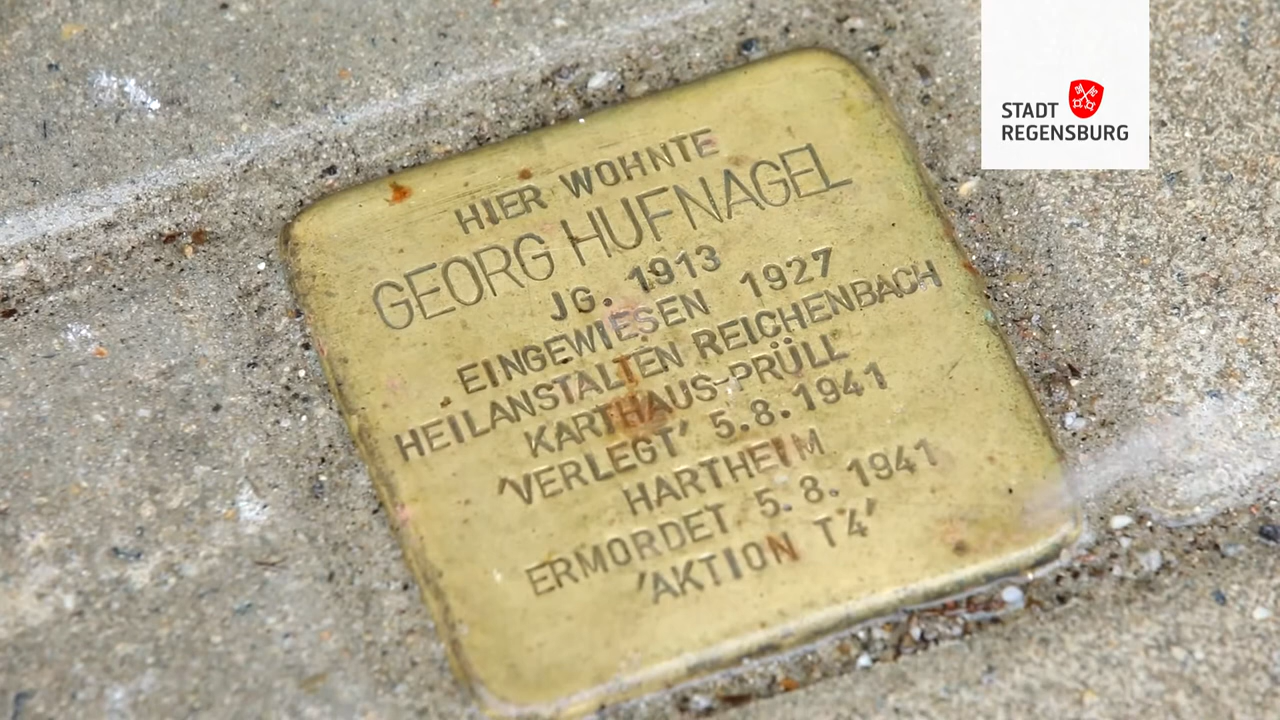 HIER WOHNTE
GEORG HUFNAGEL
JG. 1913
EINGEWIESEN 1927
HEILANSTALTEN REICHENBACH
KARTHAUS-PRÜLL
'VERLEGT' 5.8.1941
HARTHEIM
ERMORDET 5.8.1941
'AKTION T4'
STADT
REGENSBURG